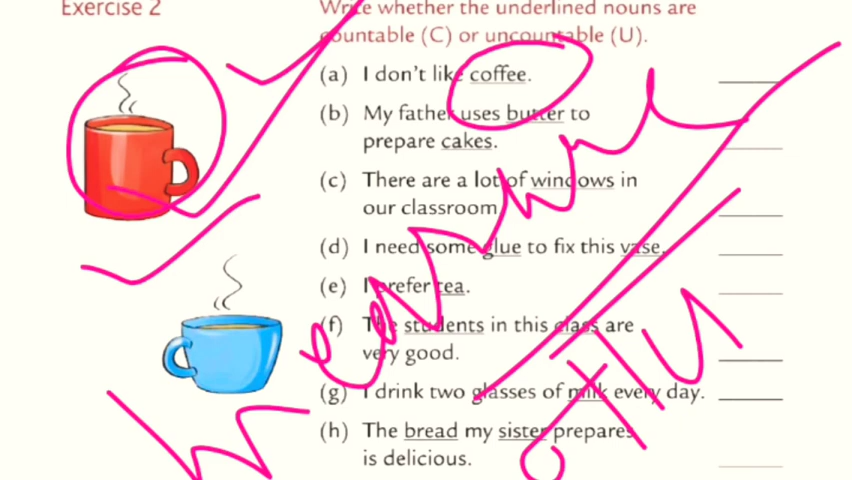 Exercise 2
Write whether the underlined nouns are
countable (C) or uncountable (U).
(a) I don't like coffee.
(b) My father uses butter to
prepare cakes.
(c) There are a lot of windows in
our classroom
(d) I need some glue to fix this vase.
(e) I prefer tea.
(f) The students in this class are
very good.
(g) I drink two glasses of milk every day.
(h) The bread my sister prepares
is delicious.